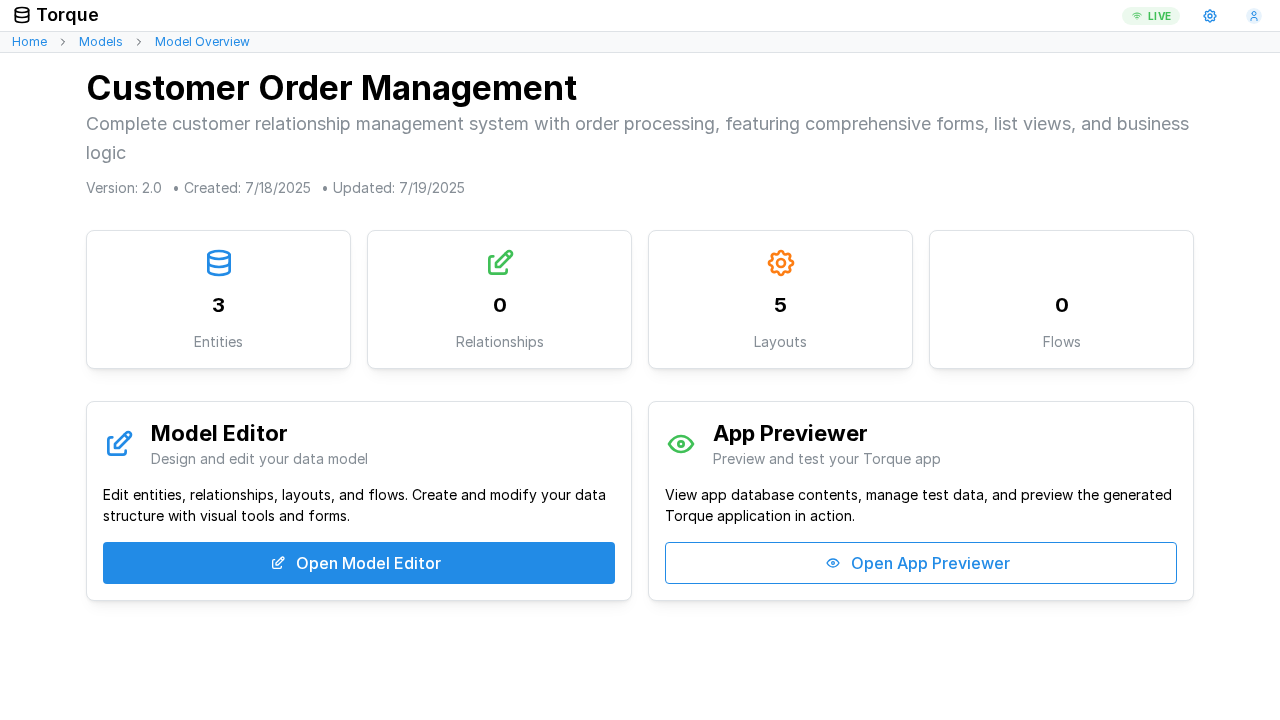 Torque
LIVE
Home > Models > Model Overview
Customer Order Management
Complete customer relationship management system with order processing, featuring comprehensive forms, list views, and business
logic
Version: 2.0 • Created: 7/18/2025 • Updated: 7/19/2025
3
Entities
0
Relationships
5
Layouts
0
Flows
Model Editor
Design and edit your data model
Edit entities, relationships, layouts, and flows. Create and modify your data
structure with visual tools and forms.
Open Model Editor
App Previewer
Preview and test your Torque app
View app database contents, manage test data, and preview the generated
Torque application in action.
Open App Previewer